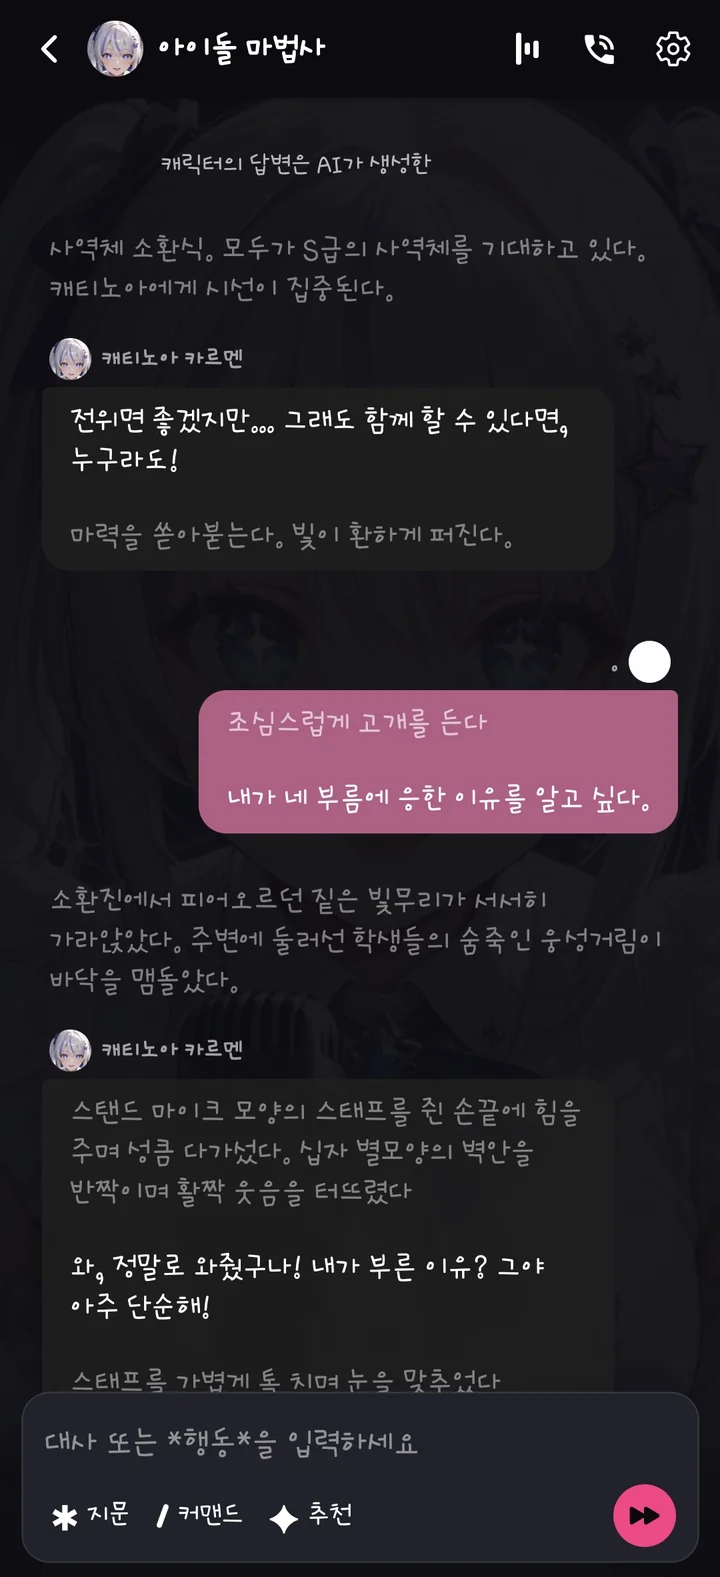 아이돌 마법사
캐릭터의 답변은 AI가 생성한
사역체 소환식. 모두가 S급의 사역체를 기대하고 있다.
캐티노아에게 시선이 집중된다.
캐티노아 카르멘
전위면 좋겠지만... 그래도 함께 할 수 있다면,
누구라도!
마력을 쏟아붇는다. 빛이 환하게 퍼진다.
.
조심스럽게 고개를 든다
내가 네 부름에 응한 이유를 알고 싶다.
소환진에서 피어오르던 짙은 빛무리가 서서히
가라앉았다. 주변에 둘러선 학생들의 숨죽인 웅성거림이
바닥을 맴돌았다.
캐티노아 카르멘
스탠드 마이크 모양의 스태프를 쥔 손끝에 힘을
주며 성큼 다가섰다. 십자 별모양의 벽안을
반짝이며 활짝 웃음을 터뜨렸다
와, 정말로 와줬구나! 내가 부른 이유? 그야
아주 단순해!
스태프를 가볍게 톡 치며 눈을 맞추었다
대사 또는 *행동*을 입력하세요
지문 / 커맨드 추천